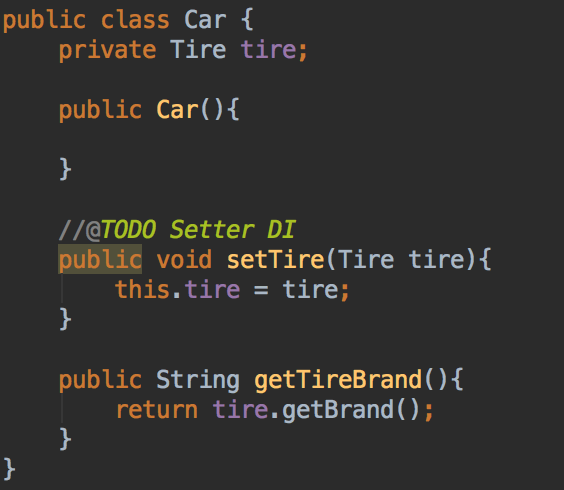 public class Car {
    private Tire tire;

    public Car(){

    }

    //@TODO Setter DI
    public void setTire(Tire tire){
        this.tire = tire;
    }

    public String getTireBrand(){
        return tire.getBrand();
    }
}